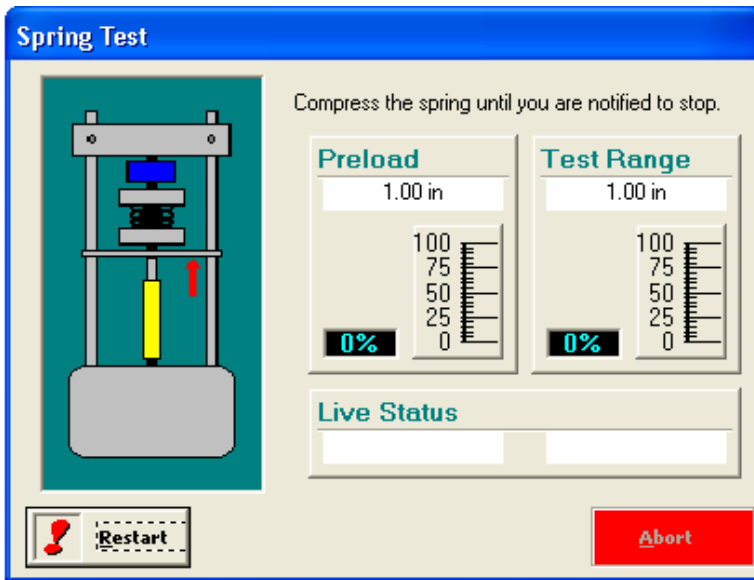 Spring Test
Compress the spring until you are notified to stop.
Preload
1.00 in
100
75
50
25
0
0%
Test Range
1.00 in
100
75
50
25
0
0%
Live Status
Restart
Abort